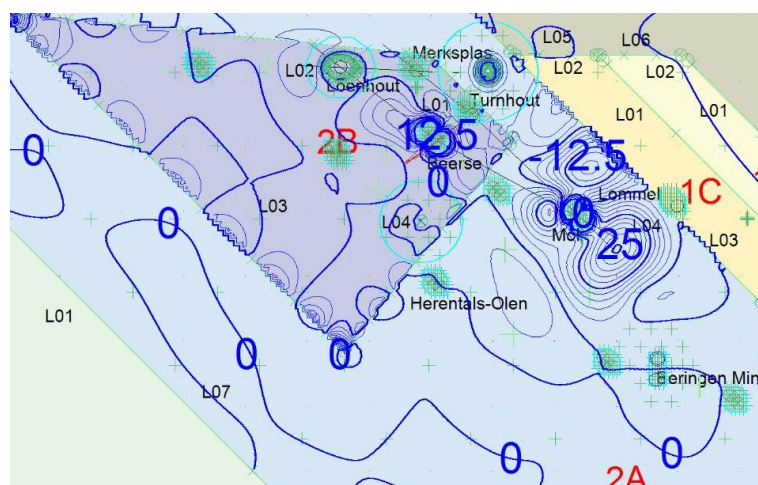 L05
L06
Merksplas
L02
L02
L02
Loenhout
L01
Turnhout
L01
L01
2B
12.5
Beerse
-12.5
0
0
Lommel
1C
L03
0
L04
Mol
0
25
L04
L03
Herentals-Olen
L01
0
0
L07
Beringen Min
0
0
2A